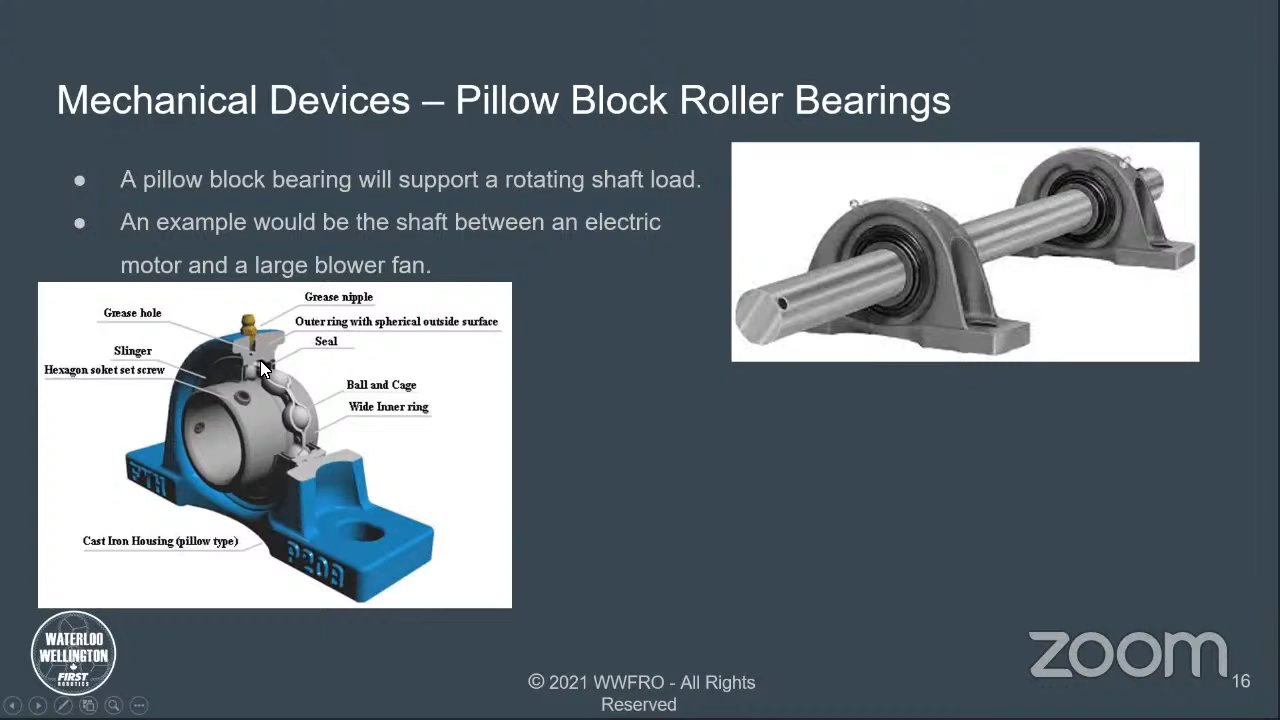 Mechanical Devices – Pillow Block Roller Bearings
● A pillow block bearing will support a rotating shaft load.
● An example would be the shaft between an electric
motor and a large blower fan.
Grease nipple
Grease hole
Outer ring with spherical outside surface
Seal
Slinger
Hexagon soket set screw
Ball and Cage
Wide Inner ring
Cast Iron Housing (pillow type)
WATERLOO
WELLINGTON
FIRST
ROBOTICS
© 2021 WWFRO - All Rights
Reserved
zoom
16